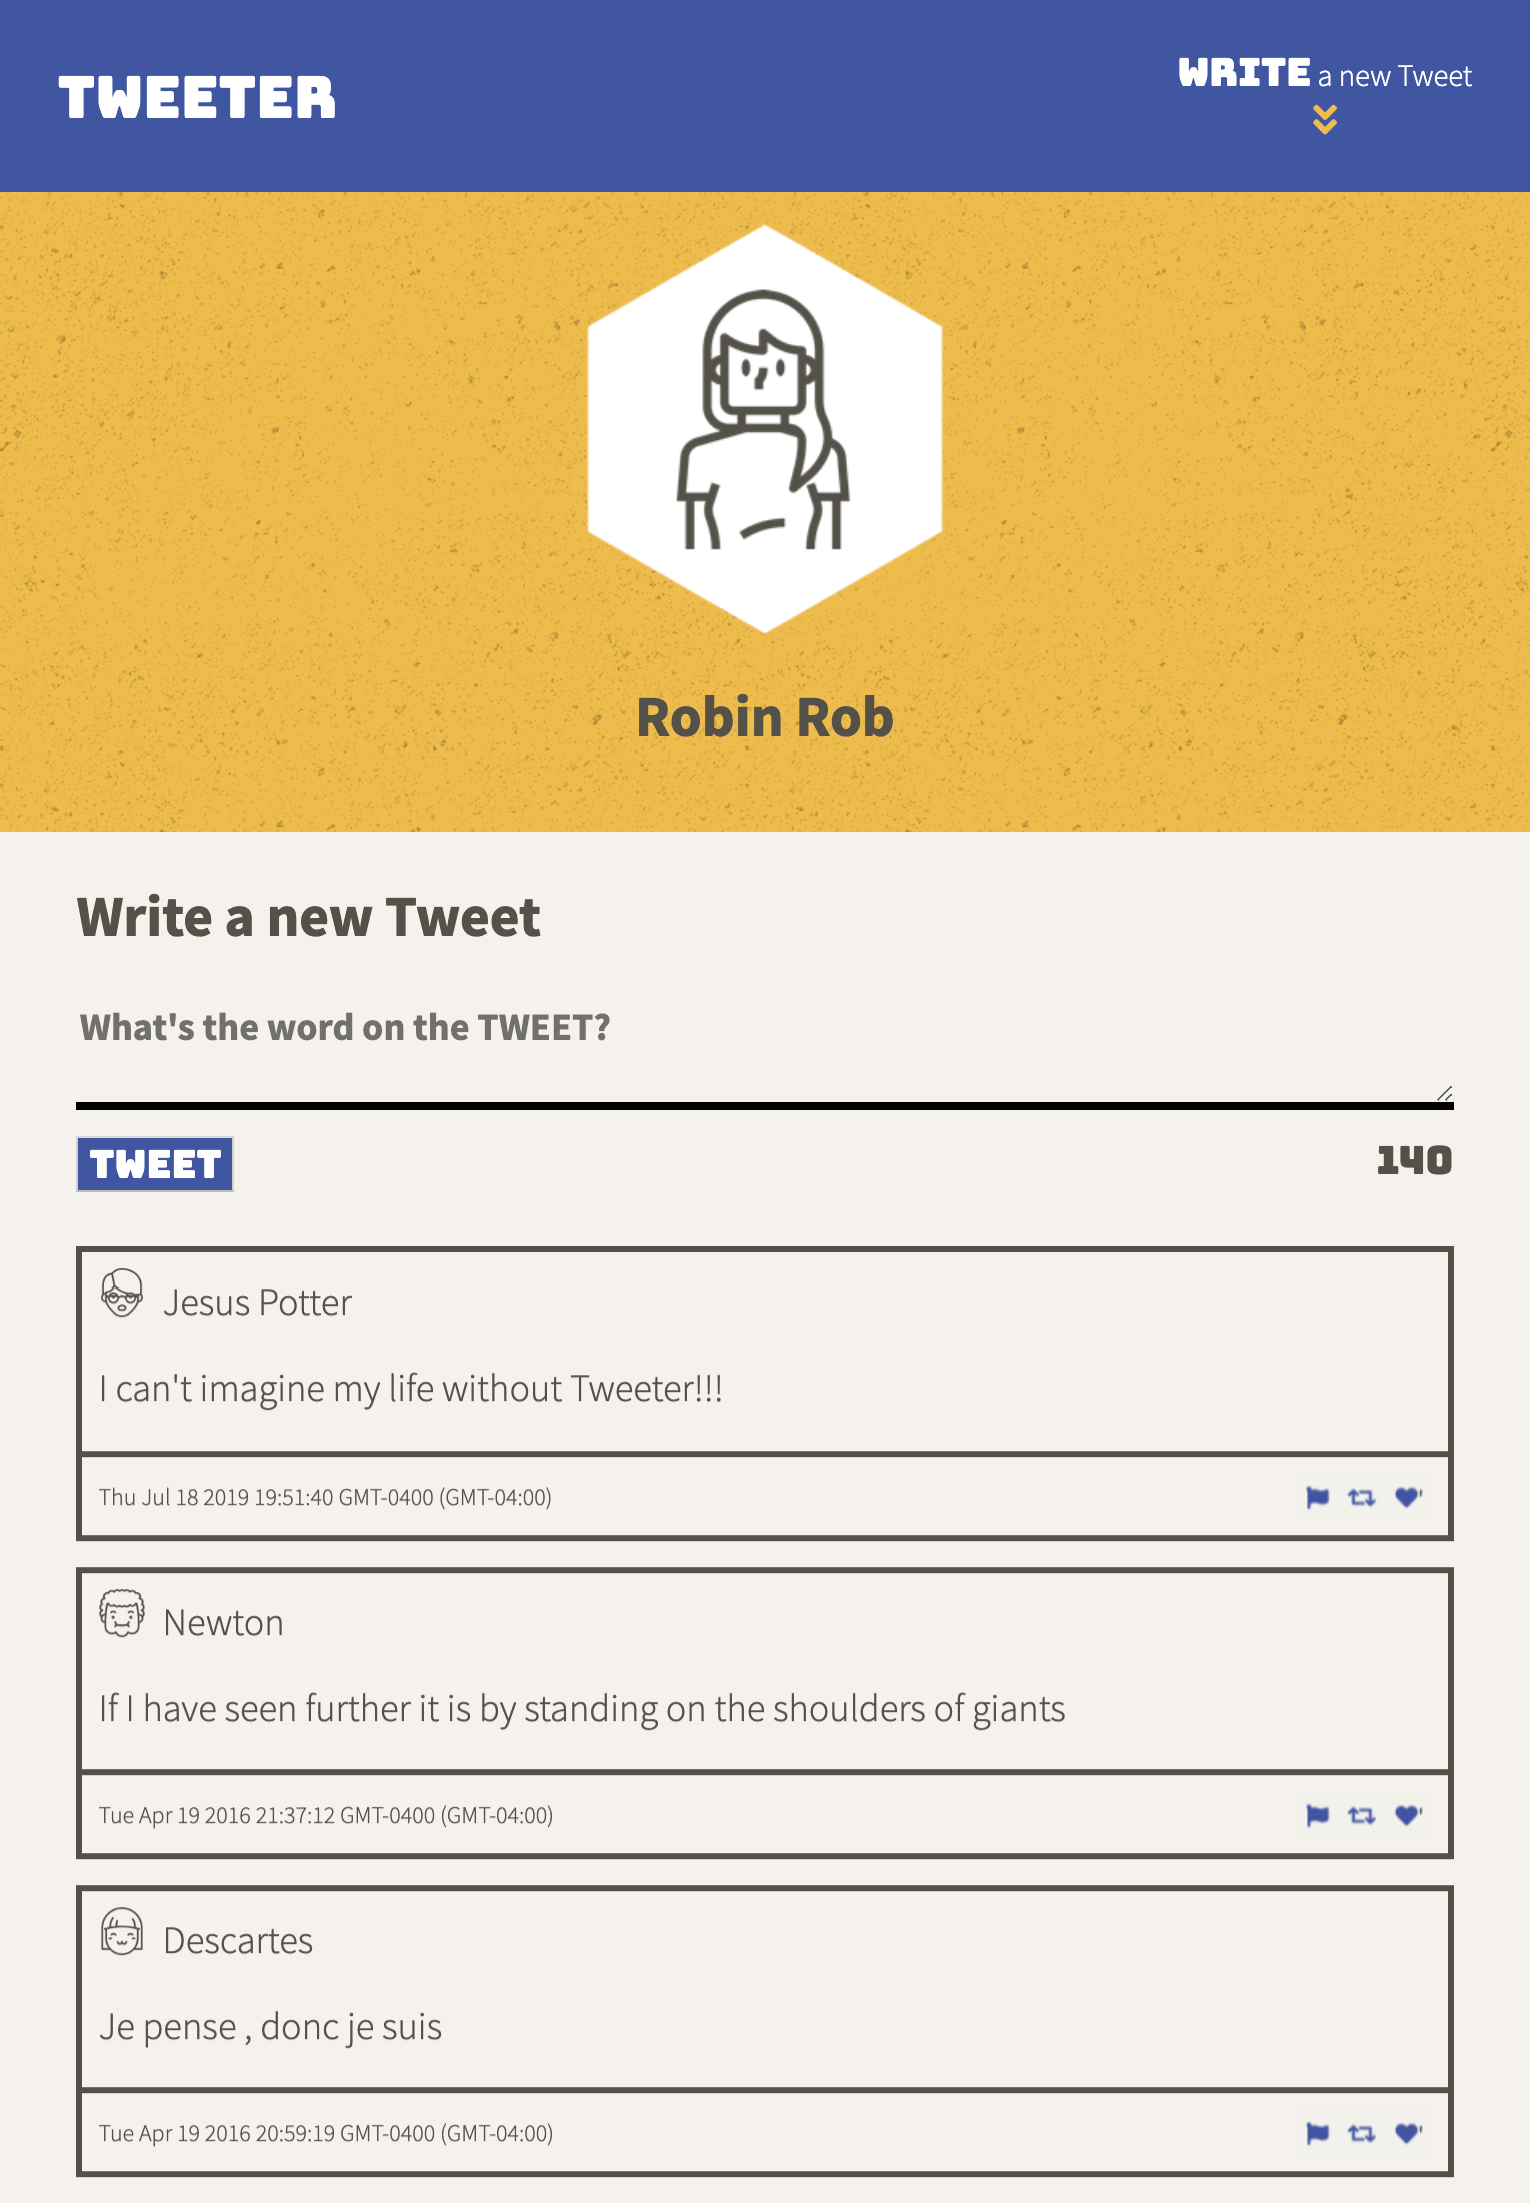 TWEETER
WRITE a new Tweet
Robin Rob
Write a new Tweet
What's the word on the TWEET?
TWEET
140
Jesus Potter
I can't imagine my life without Tweeter!!!
Thu Jul 18 2019 19:51:40 GMT-0400 (GMT-04:00)
Newton
If I have seen further it is by standing on the shoulders of giants
Tue Apr 19 2016 21:37:12 GMT-0400 (GMT-04:00)
Descartes
Je pense , donc je suis
Tue Apr 19 2016 20:59:19 GMT-0400 (GMT-04:00)